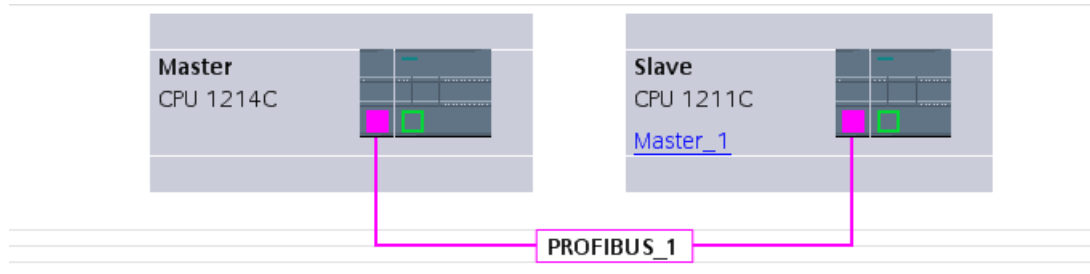 Master
CPU 1214C
Slave
CPU 1211C
Master_1
PROFIBUS_1